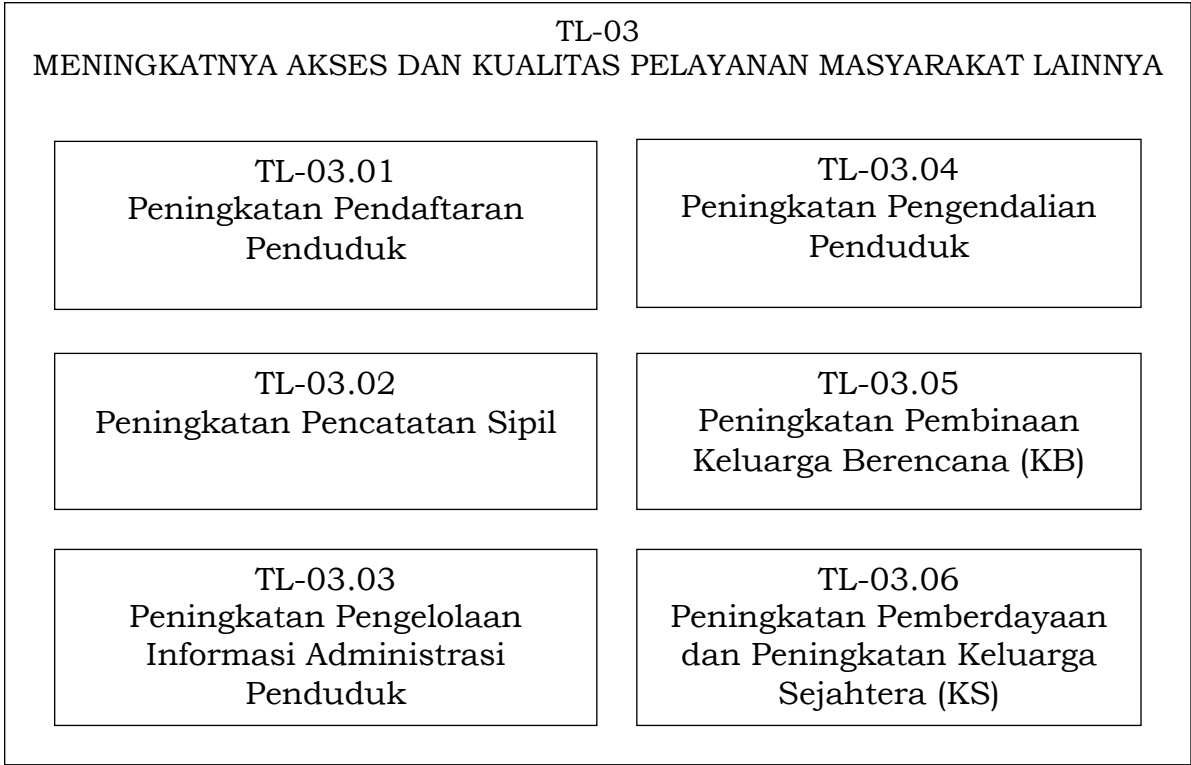 TL-03
MENINGKATNYA AKSES DAN KUALITAS PELAYANAN MASYARAKAT LAINNYA
TL-03.01
Peningkatan Pendaftaran
Penduduk
TL-03.04
Peningkatan Pengendalian
Penduduk
TL-03.02
Peningkatan Pencatatan Sipil
TL-03.05
Peningkatan Pembinaan
Keluarga Berencana (KB)
TL-03.03
Peningkatan Pengelolaan
Informasi Administrasi
Penduduk
TL-03.06
Peningkatan Pemberdayaan
dan Peningkatan Keluarga
Sejahtera (KS)